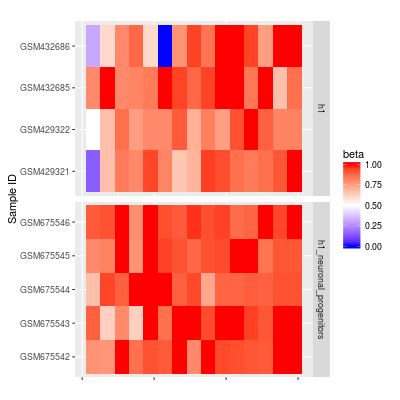 Sample ID
GSM432686
GSM432685
GSM429322
GSM429321
h1
GSM675546
GSM675545
GSM675544
GSM675543
GSM675542
h1_neuronal_progenitors
beta
1.00
0.75
0.50
0.25
0.00